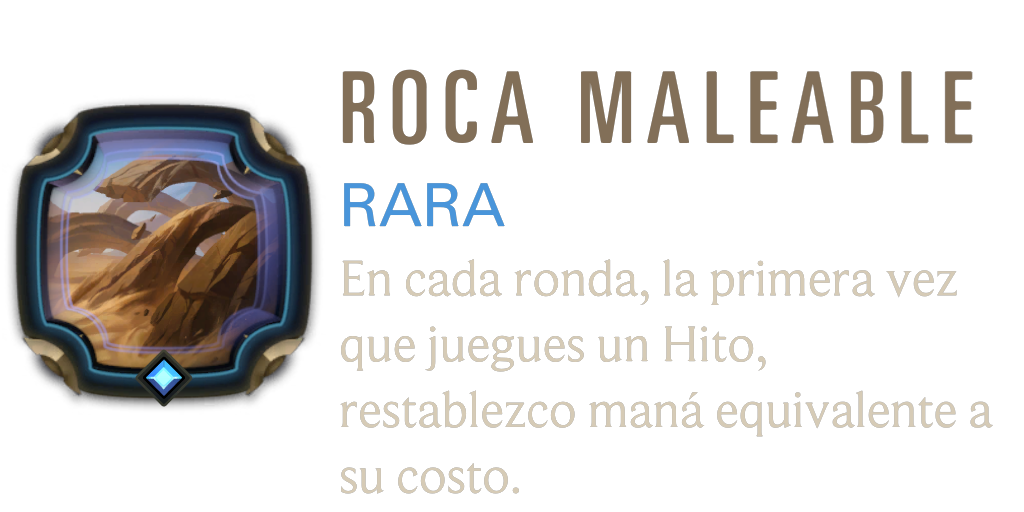 ROCA MALEABLE
RARA
En cada ronda, la primera vez
que juegues un Hito,
restablezco maná equivalente a
su costo.